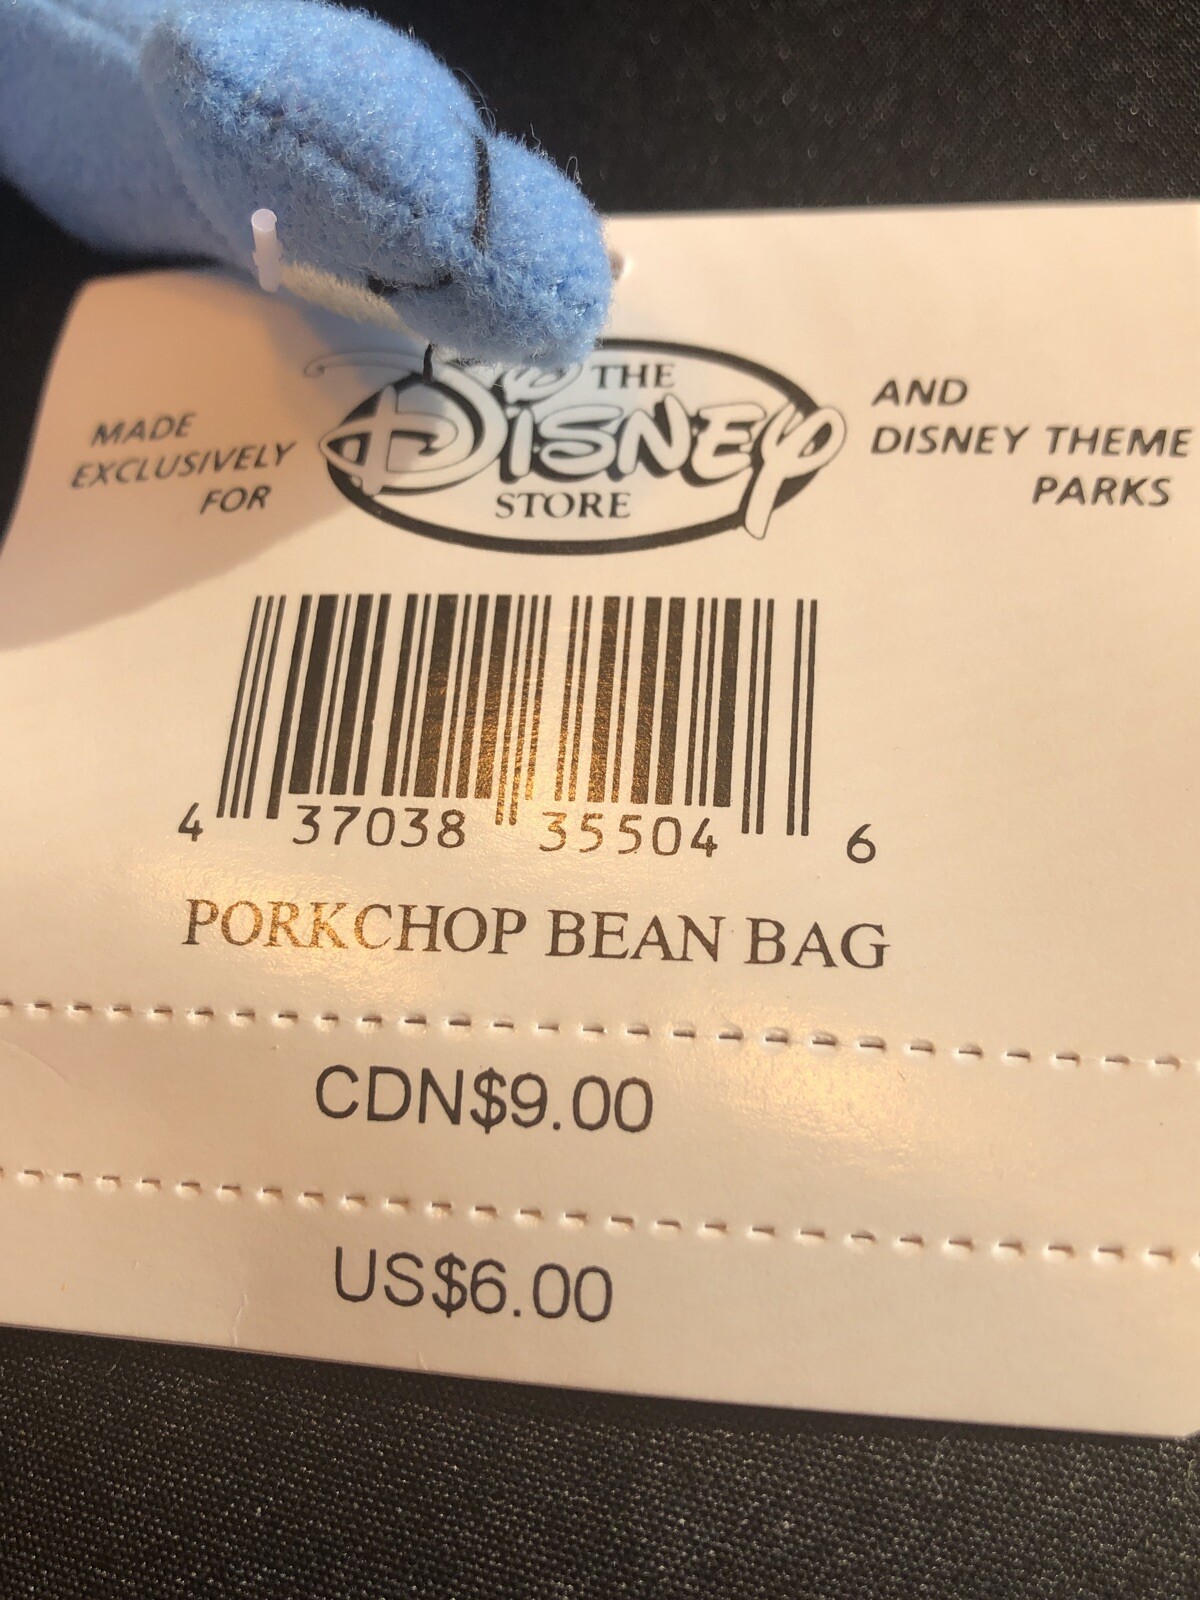 MADE
EXCLUSIVELY
FOR
THE
DISNEY
STORE
AND
DISNEY THEME
PARKS
4 37038 35504 6
PORKCHOP BEAN BAG
CDN$9.00
US$6.00